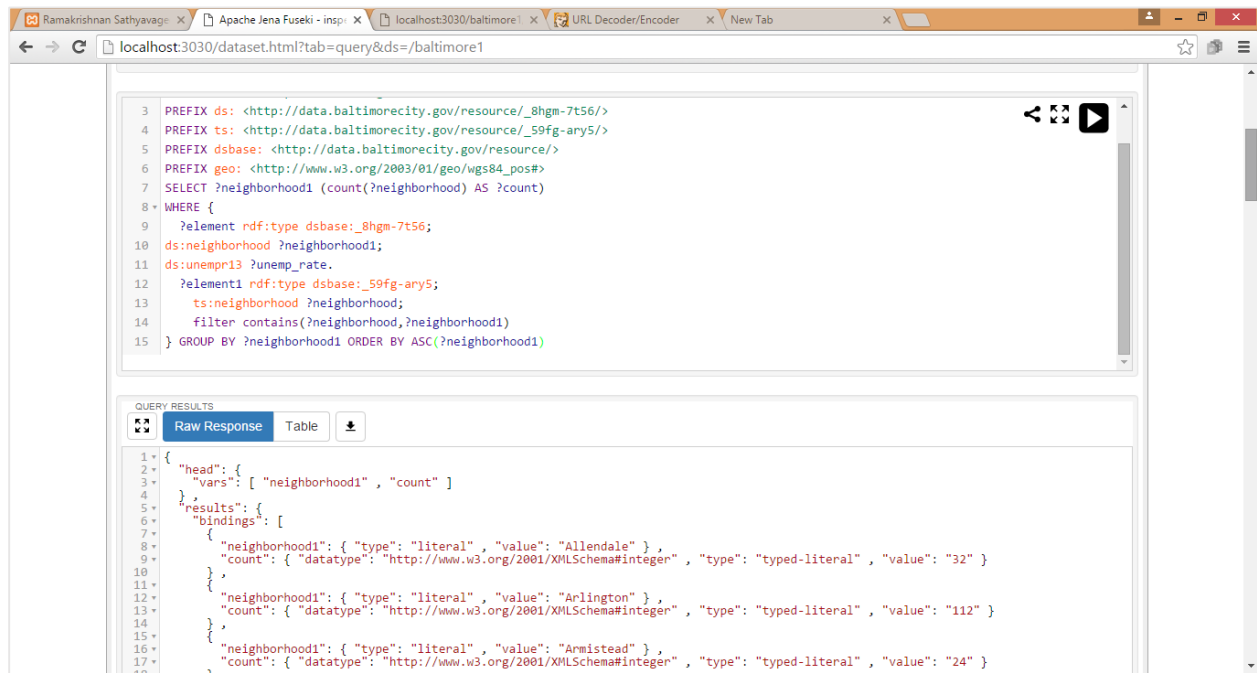 Ramakrishnan Sathyavage
Apache Jena Fuseki - inspe
localhost:3030/baltimore1
URL Decoder/Encoder
New Tab
localhost:3030/dataset.html?tab=query&ds=/baltimore1
3 PREFIX ds: <http://data.baltimorecity.gov/resource/_8hgm-7t56/>
4 PREFIX ts: <http://data.baltimorecity.gov/resource/_59fg-ary5/>
5 PREFIX dsbase: <http://data.baltimorecity.gov/resource/>
6 PREFIX geo: <http://www.w3.org/2003/01/geo/wgs84_pos#>
7 SELECT ?neighborhood1 (count(?neighborhood) AS ?count)
8 WHERE {
9 ?element rdf:type dsbase:_8hgm-7t56;
10 ds:neighborhood ?neighborhood1;
11 ds:unempr13 ?unemp_rate.
12 ?element1 rdf:type dsbase:_59fg-ary5;
13 ts:neighborhood ?neighborhood;
14 filter contains(?neighborhood,?neighborhood1)
15 } GROUP BY ?neighborhood1 ORDER BY ASC(?neighborhood1)
QUERY RESULTS
Raw Response Table
1 {
2 "head": {
3 "vars": [ "neighborhood1" , "count" ]
4 } ,
5 "results": {
6 "bindings": [
7 {
8 "neighborhood1": { "type": "literal" , "value": "Allendale" } ,
9 "count": { "datatype": "http://www.w3.org/2001/XMLSchema#integer" , "type": "typed-literal" , "value": "32" }
10 } ,
11 {
12 "neighborhood1": { "type": "literal" , "value": "Arlington" } ,
13 "count": { "datatype": "http://www.w3.org/2001/XMLSchema#integer" , "type": "typed-literal" , "value": "112" }
14 } ,
15 {
16 "neighborhood1": { "type": "literal" , "value": "Armistead" } ,
17 "count": { "datatype": "http://www.w3.org/2001/XMLSchema#integer" , "type": "typed-literal" , "value": "24" }